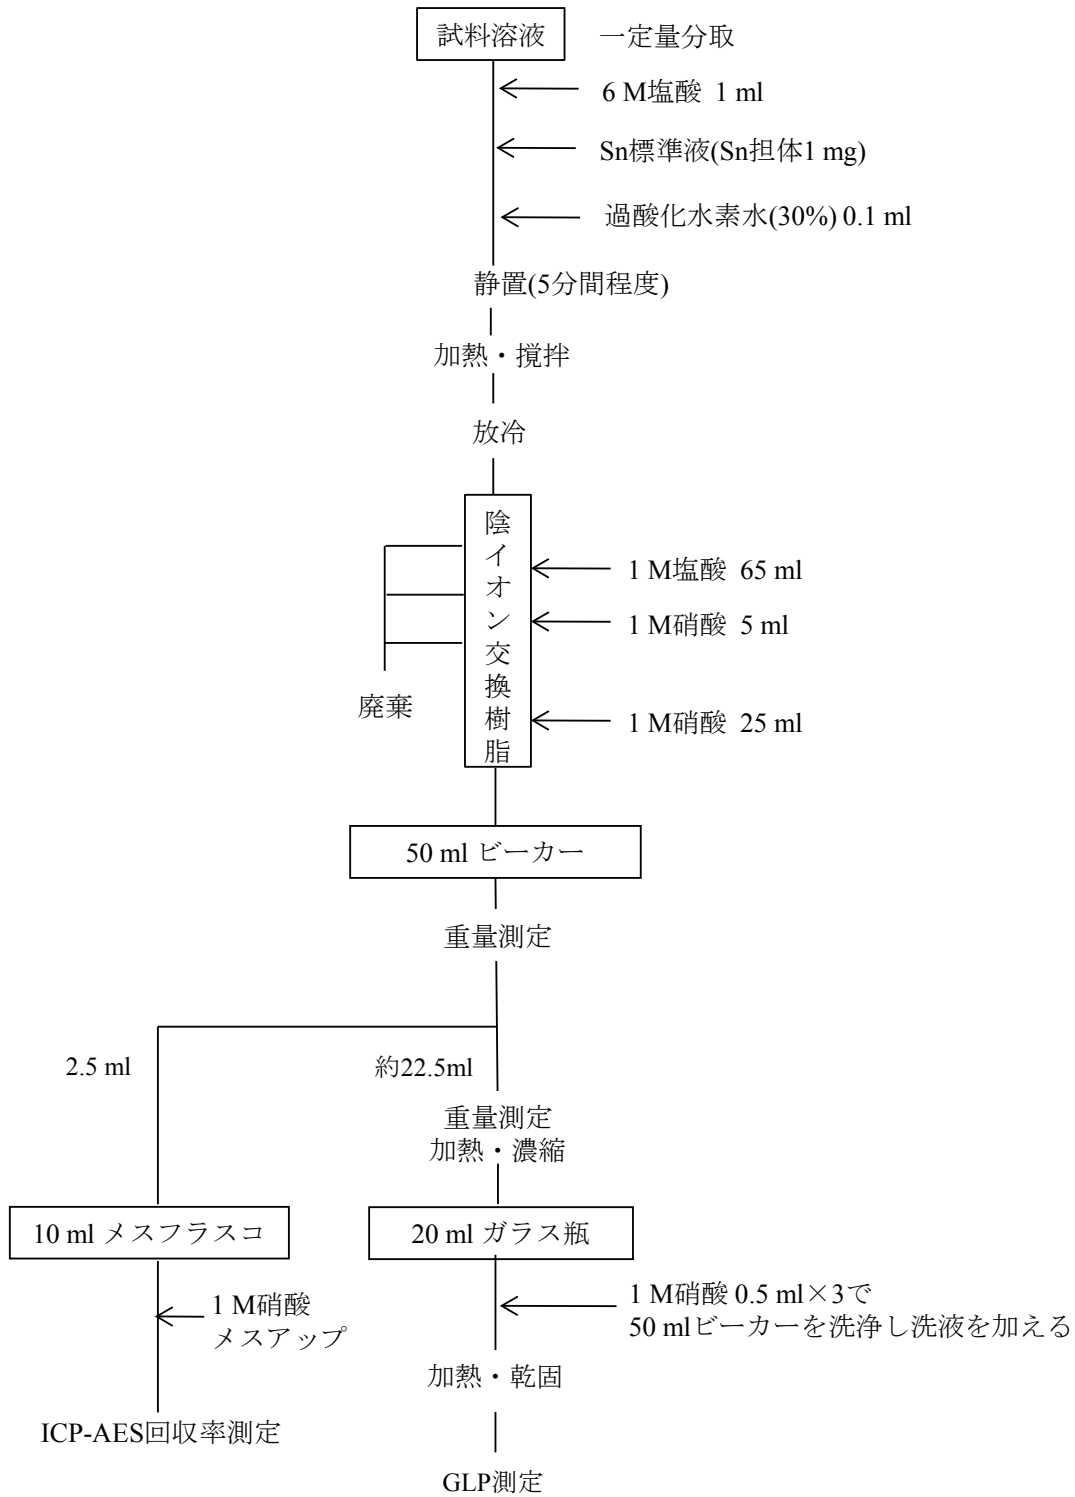 試料溶液 一定量分取
6 M塩酸 1 ml
Sn標準液(Sn担体1 mg)
過酸化水素水(30%) 0.1 ml
静置(5分間程度)
加熱・撹拌
放冷
陰イオン交換樹脂
1 M塩酸 65 ml
1 M硝酸 5 ml
廃棄
1 M硝酸 25 ml
50 ml ビーカー
重量測定
2.5 ml
約22.5ml
重量測定
加熱・濃縮
10 ml メスフラスコ
20 ml ガラス瓶
1 M硝酸
メスアップ
1 M硝酸 0.5 ml×3で
50 mlビーカーを洗浄し洗液を加える
加熱・乾固
ICP-AES回収率測定
GLP測定